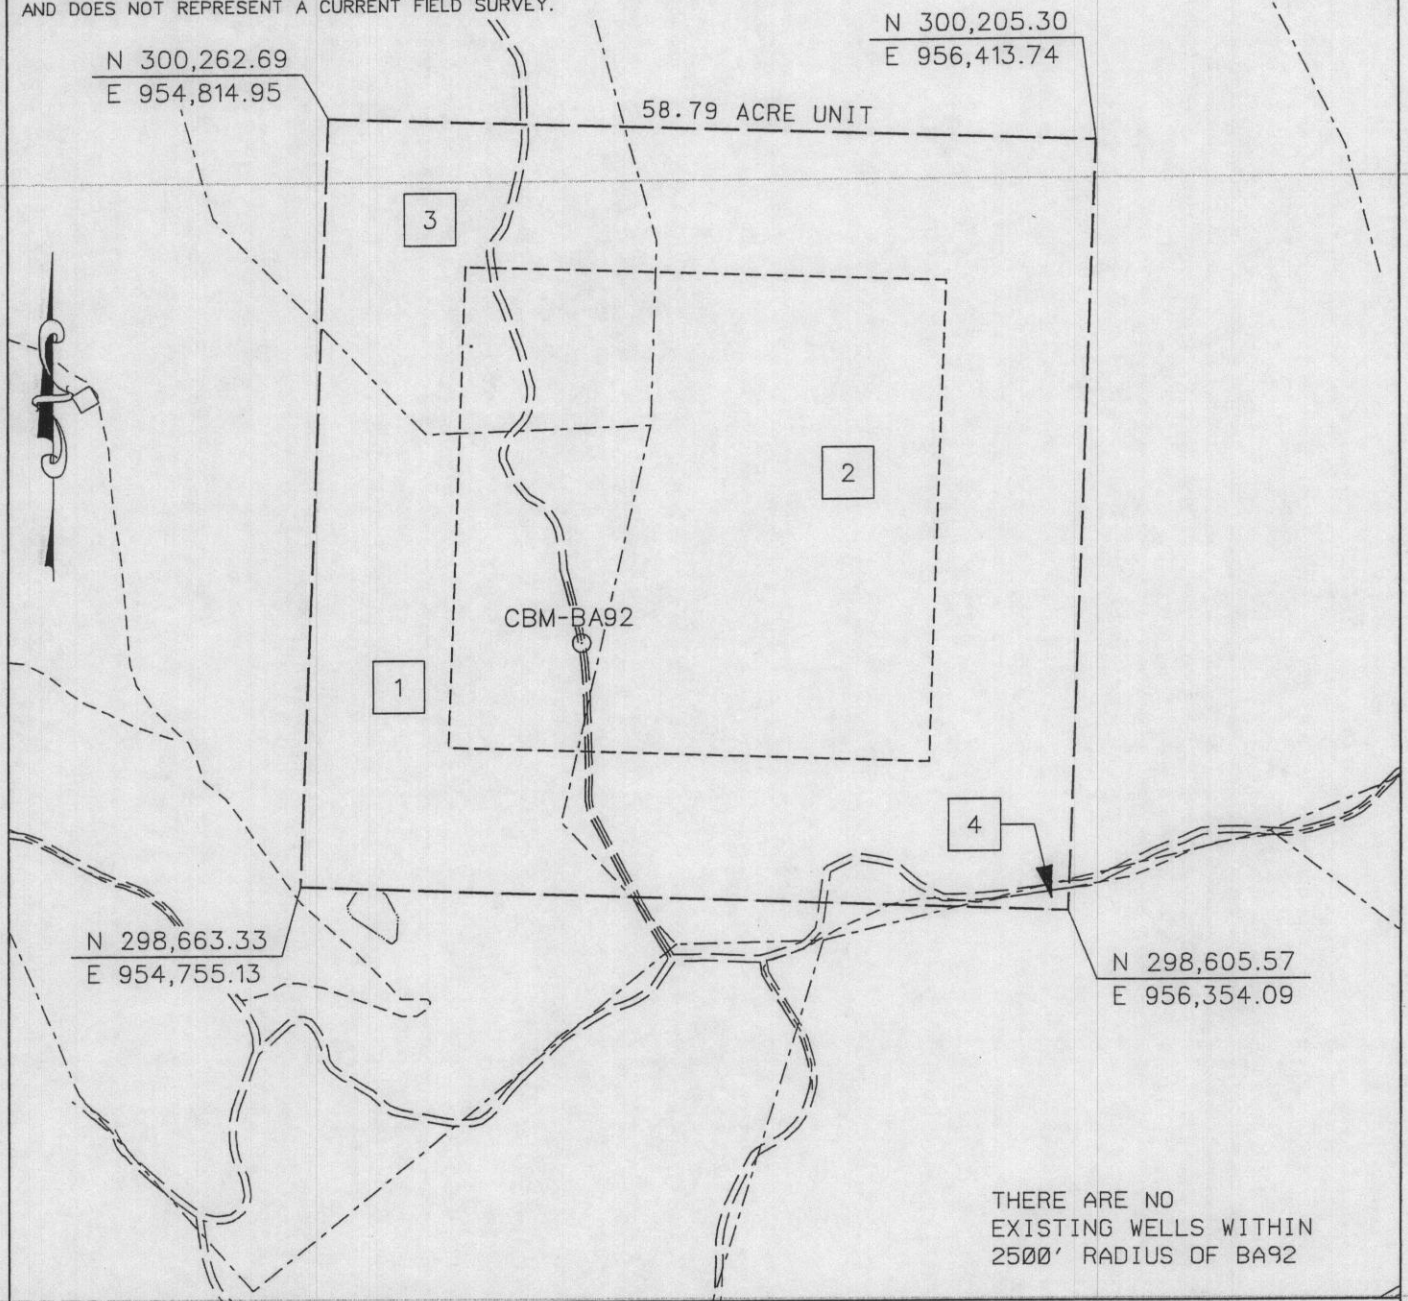 AND DOES NOT REPRESENT A CURRENT FIELD SURVEY.
N 300,205.30
E 956,413.74
N 300,262.69
E 954,814.95
58.79 ACRE UNIT
3
2
CBM-BA92
1
4
N 298,663.33
E 954,755.13
N 298,605.57
E 956,354.09
THERE ARE NO
EXISTING WELLS WITHIN
2500' RADIUS OF BA92